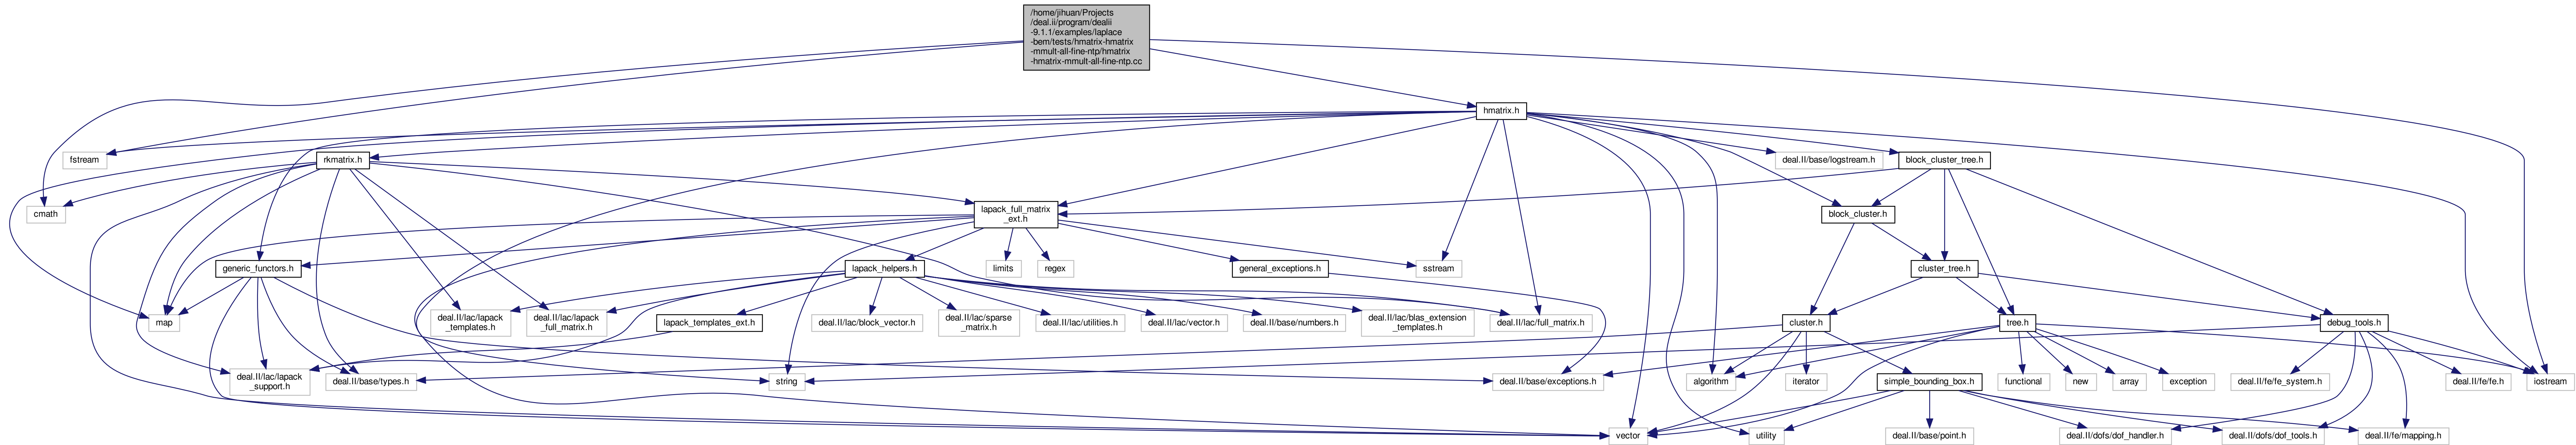 /home/jihuan/Projects
/deal.ii/program/dealii
-9.1.1/examples/laplace
-bem/tests/hmatrix-hmatrix
-mmult-all-fine-ntp/hmatrix
-hmatrix-mmult-all-fine-ntp.cc
hmatrix.h
fstream
rkmatrix.h
deal.II/base/logstream.h
block_cluster_tree.h
cmath
lapack_full_matrix
_ext.h
block_cluster.h
generic_functors.h
lapack_helpers.h
limits
regex
general_exceptions.h
sstream
cluster_tree.h
map
deal.II/lac/lapack
_templates.h
deal.II/lac/lapack
_full_matrix.h
lapack_templates_ext.h
deal.II/lac/block_vector.h
deal.II/lac/sparse
_matrix.h
deal.II/lac/utilities.h
deal.II/lac/vector.h
deal.II/base/numbers.h
deal.II/lac/blas_extension
_templates.h
deal.II/lac/full_matrix.h
cluster.h
tree.h
debug_tools.h
deal.II/lac/lapack
_support.h
deal.II/base/types.h
string
deal.II/base/exceptions.h
algorithm
iterator
simple_bounding_box.h
functional
new
array
exception
deal.II/fe/fe_system.h
deal.II/fe/fe.h
iostream
vector
utility
deal.II/base/point.h
deal.II/dofs/dof_handler.h
deal.II/dofs/dof_tools.h
deal.II/fe/mapping.h